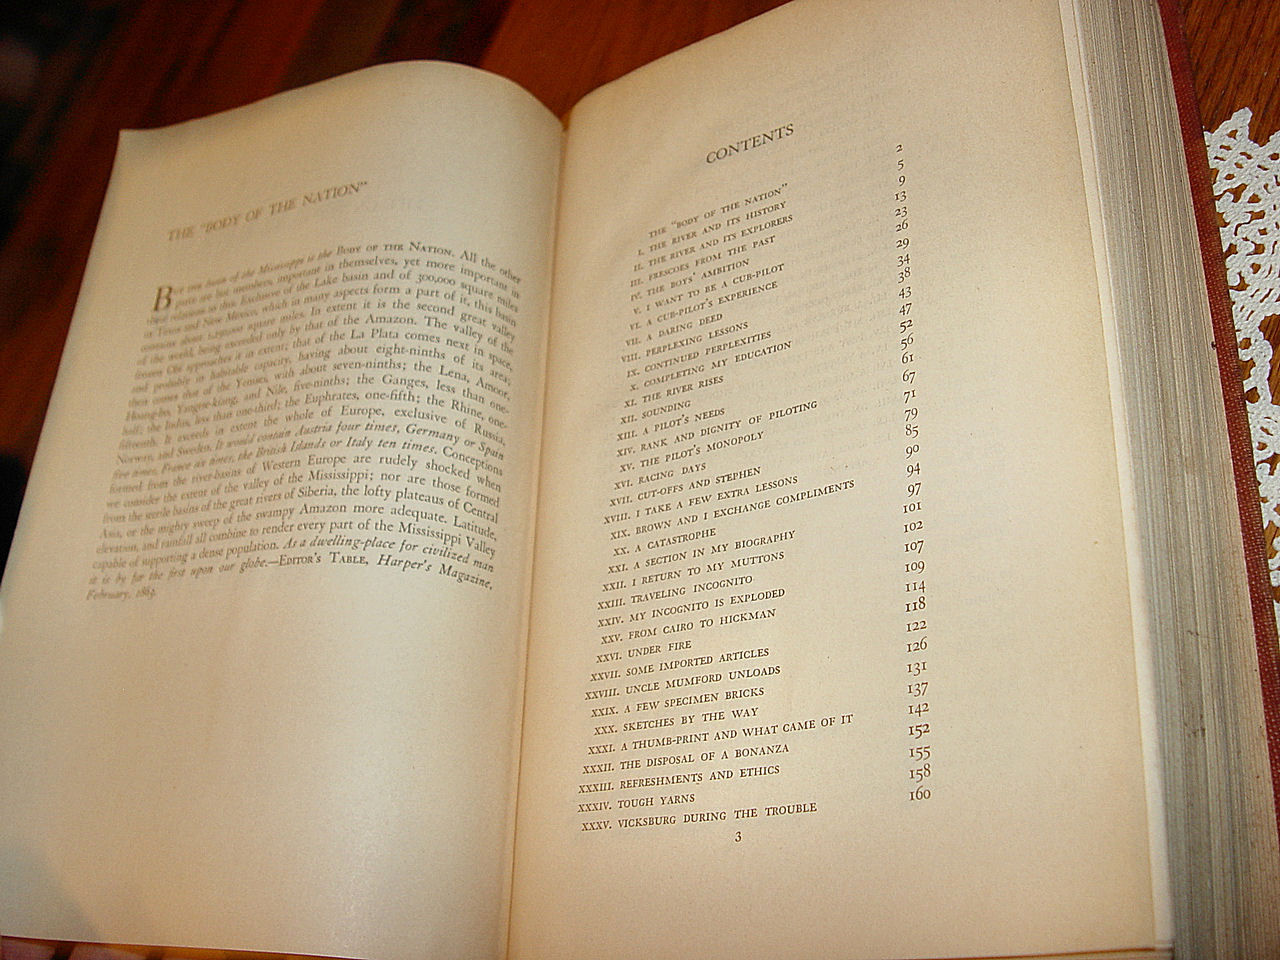 THE "BODY OF THE NATION"
BUT the basin of the Mississippi is the BODY OF THE NATION. All the other
parts are but members, important in themselves, yet more important in
their relations to this. Exclusive of the Lake basin and of 300,000 square miles
in Texas and New Mexico, which in many aspects form a part of it, this basin
contains about 1,250,000 square miles. In extent it is the second great valley
of the world, being exceeded only by that of the Amazon. The valley of the
frozen Obi approaches it in extent; that of the La Plata comes next in space,
and probably in habitable capacity, having about eight-ninths of its area;
then comes that of the Yenisei, with about seven-ninths; the Lena, Amoor,
Hoang-ho, Yang-tse-kiang, and Nile, five-ninths; the Ganges, less than one-
half; the Indus, less than one-third; the Euphrates, one-fifth; the Rhine, one-
fifteenth. It exceeds in extent the whole of Europe, exclusive of Russia,
Norway, and Sweden. It would contain Austria four times, Germany or Spain
five times, France six times, the British Islands or Italy ten times. Conceptions
formed from the river-basins of Western Europe are rudely shocked when
we consider the extent of the valley of the Mississippi; nor are those formed
from the sterile basins of the great rivers of Siberia, the lofty plateaus of Central
Asia, or the mighty sweep of the swampy Amazon more adequate. Latitude,
elevation, and rainfall all combine to render every part of the Mississippi Valley
capable of supporting a dense population. As a dwelling-place for civilized man
it is by far the first upon our globe.—EDITOR'S TABLE, Harper's Magazine,
February, 1863.
CONTENTS
THE "BODY OF THE NATION" 2
I. THE RIVER AND ITS HISTORY 5
II. THE RIVER AND ITS EXPLORERS 9
III. FRESCOES FROM THE PAST 13
IV. THE BOYS' AMBITION 23
V. I WANT TO BE A CUB-PILOT 26
VI. A CUB-PILOT'S EXPERIENCE 29
VII. A DARING DEED 34
VIII. PERPLEXING LESSONS 38
IX. CONTINUED PERPLEXITIES 43
X. COMPLETING MY EDUCATION 47
XI. THE RIVER RISES 52
XII. SOUNDING 56
XIII. A PILOT'S NEEDS 61
XIV. RANK AND DIGNITY OF PILOTING 67
XV. THE PILOT'S MONOPOLY 71
XVI. RACING DAYS 79
XVII. CUT-OFFS AND STEPHEN 85
XVIII. I TAKE A FEW EXTRA LESSONS 90
XIX. BROWN AND I EXCHANGE COMPLIMENTS 94
XX. A CATASTROPHE 97
XXI. A SECTION IN MY BIOGRAPHY 101
XXII. I RETURN TO MY MUTTONS 102
XXIII. TRAVELING INCOGNITO 107
XXIV. MY INCOGNITO IS EXPLODED 109
XXV. FROM CAIRO TO HICKMAN 114
XXVI. UNDER FIRE 118
XXVII. SOME IMPORTED ARTICLES 122
XXVIII. UNCLE MUMFORD UNLOADS 126
XXIX. A FEW SPECIMEN BRICKS 131
XXX. SKETCHES BY THE WAY 137
XXXI. A THUMB-PRINT AND WHAT CAME OF IT 142
XXXII. THE DISPOSAL OF A BONANZA 152
XXXIII. REFRESHMENTS AND ETHICS 155
XXXIV. TOUGH YARNS 158
XXXV. VICKSBURG DURING THE TROUBLE 160
3